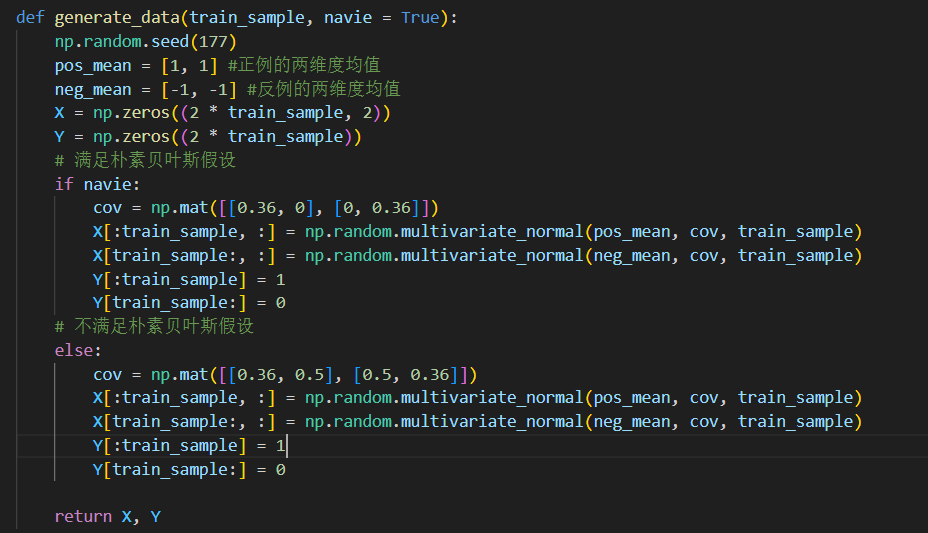 def generate_data(train_sample, navie = True):
    np.random.seed(177)
    pos_mean = [1, 1] #正例的两维度均值
    neg_mean = [-1, -1] #反例的两维度均值
    X = np.zeros((2 * train_sample, 2))
    Y = np.zeros((2 * train_sample))
    # 满足朴素贝叶斯假设
    if navie:
        cov = np.mat([[0.36, 0], [0, 0.36]])
        X[:train_sample, :] = np.random.multivariate_normal(pos_mean, cov, train_sample)
        X[train_sample:, :] = np.random.multivariate_normal(neg_mean, cov, train_sample)
        Y[:train_sample] = 1
        Y[train_sample:] = 0
    # 不满足朴素贝叶斯假设
    else:
        cov = np.mat([[0.36, 0.5], [0.5, 0.36]])
        X[:train_sample, :] = np.random.multivariate_normal(pos_mean, cov, train_sample)
        X[train_sample:, :] = np.random.multivariate_normal(neg_mean, cov, train_sample)
        Y[:train_sample] = 1
        Y[train_sample:] = 0
    return X, Y